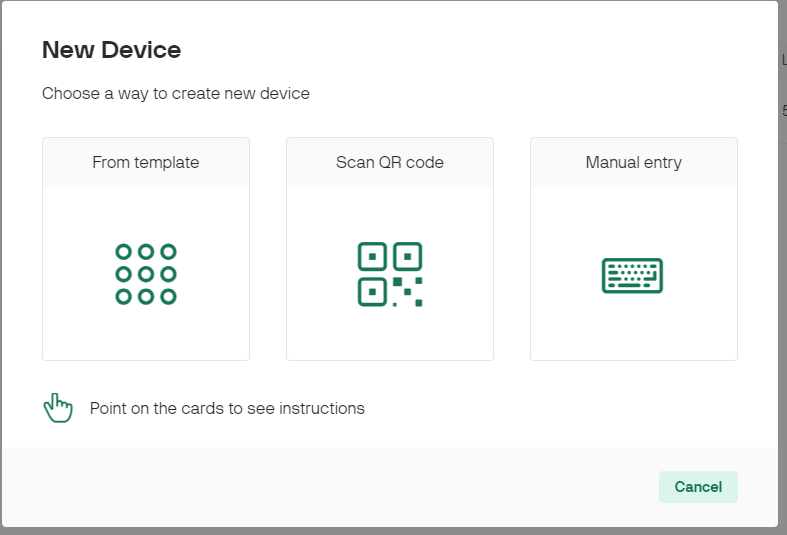 New Device
Choose a way to create new device
From template
Scan QR code
Manual entry
Point on the cards to see instructions
Cancel